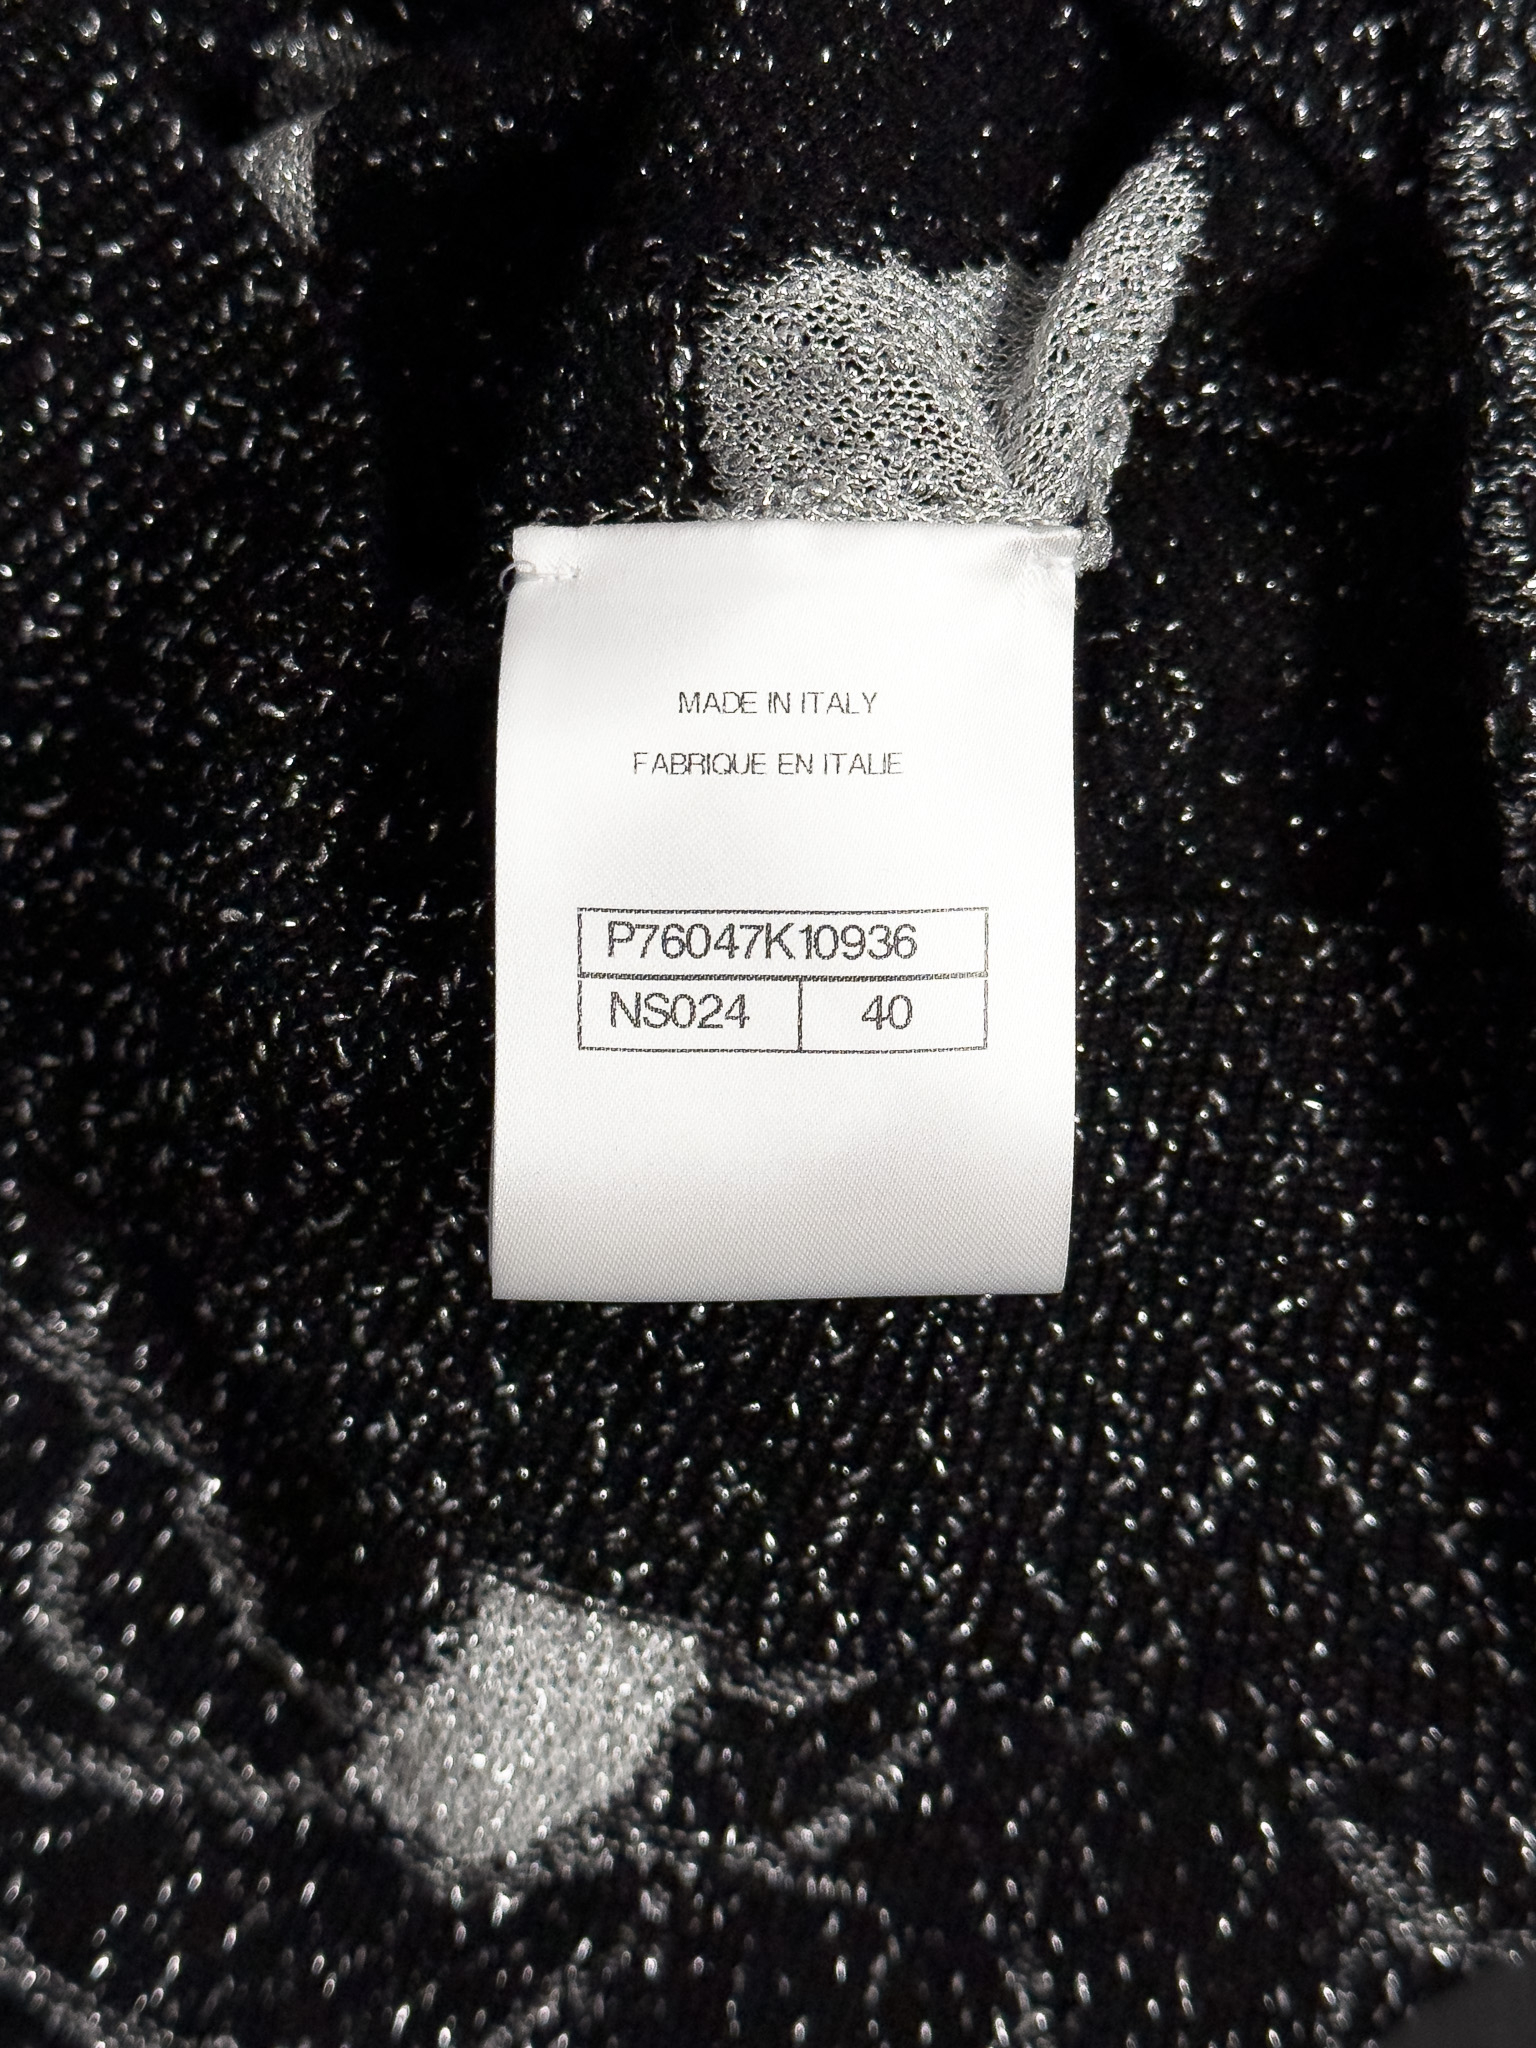 MADE IN ITALY
FABRIQUE EN ITALIE
P76047K10936
NS024 40